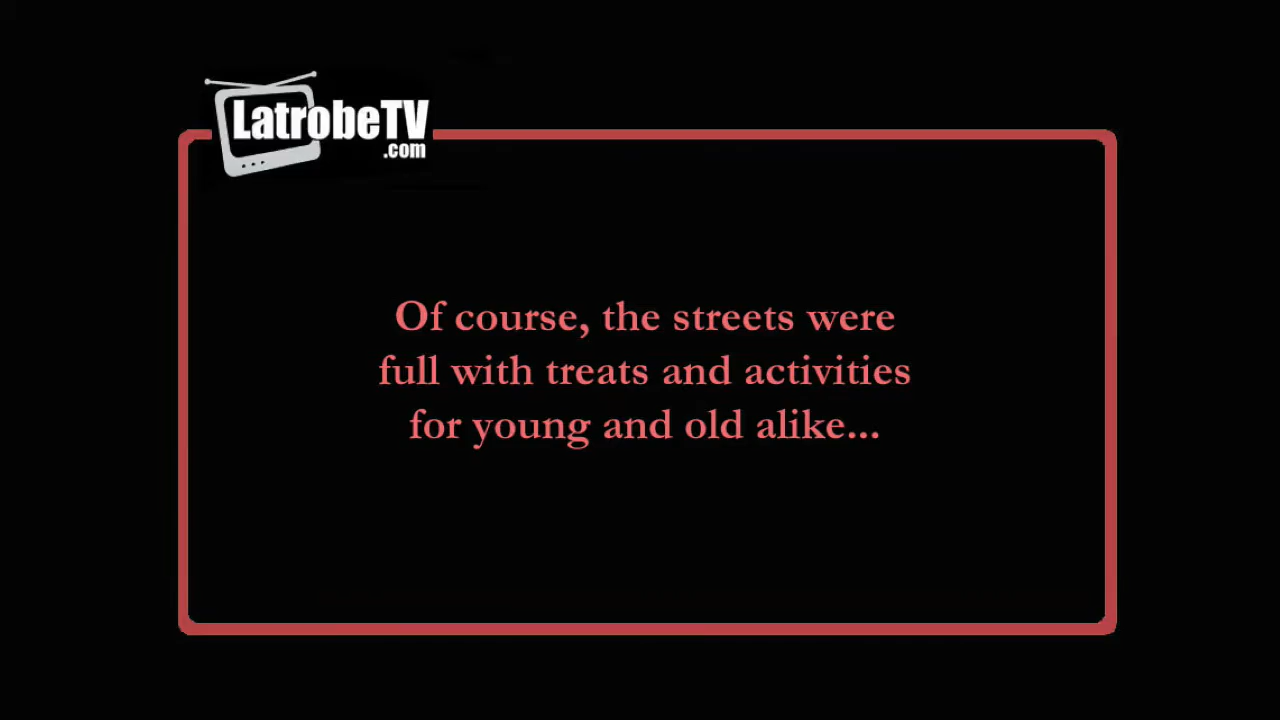 LatrobeTV
.com
Of course, the streets were
full with treats and activities
for young and old alike...